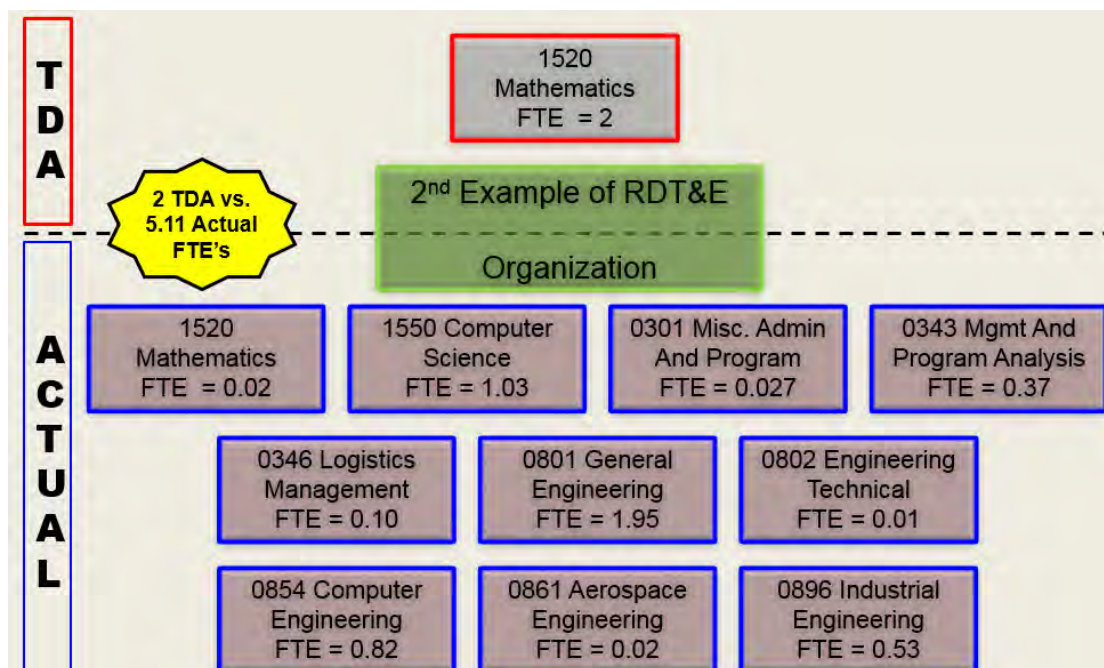 TDA
1520
Mathematics
FTE = 2
2 TDA vs.
5.11 Actual
FTE's
2nd Example of RDT&E
Organization
ACTUAL
1520
Mathematics
FTE = 0.02
1550 Computer
Science
FTE = 1.03
0301 Misc. Admin
And Program
FTE = 0.027
0343 Mgmt And
Program Analysis
FTE = 0.37
0346 Logistics
Management
FTE = 0.10
0801 General
Engineering
FTE = 1.95
0802 Engineering
Technical
FTE = 0.01
0854 Computer
Engineering
FTE = 0.82
0861 Aerospace
Engineering
FTE = 0.02
0896 Industrial
Engineering
FTE = 0.53